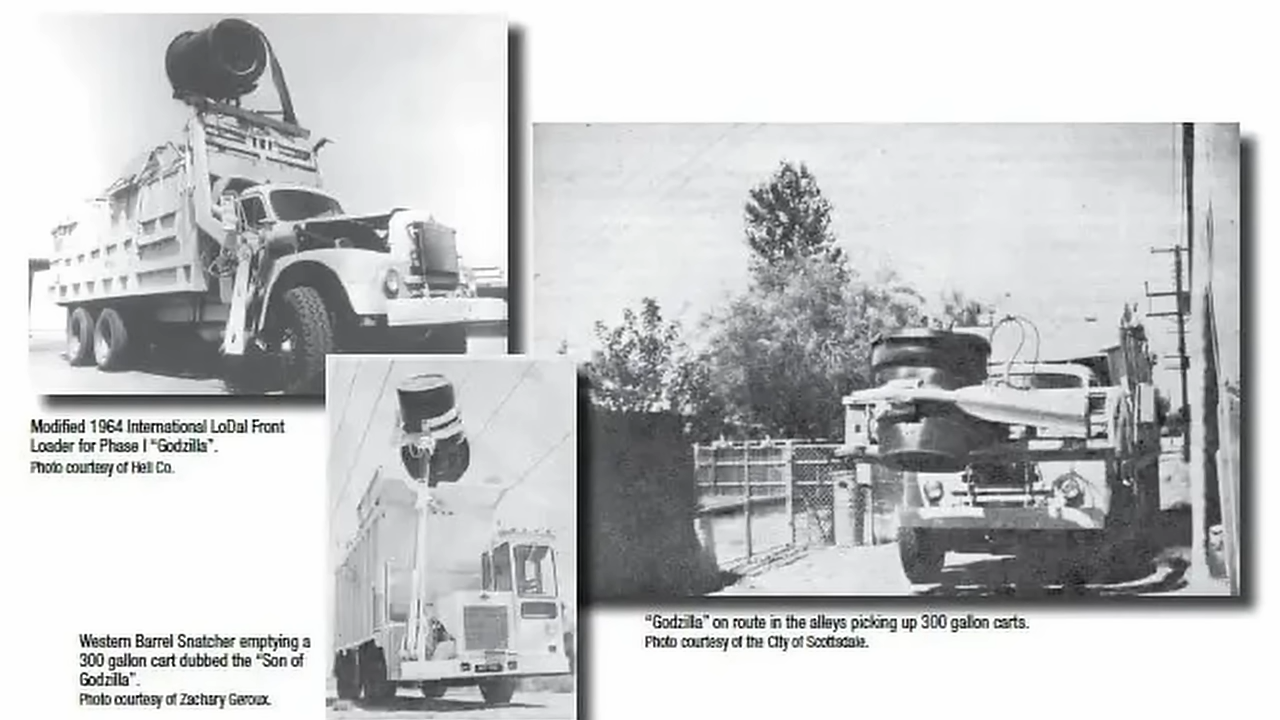 Modified 1964 International LoDal Front
Loader for Phase I "Godzilla".
Photo courtesy of Heil Co.
Western Barrel Snatcher emptying a
300 gallon cart dubbed the "Son of
Godzilla".
Photo courtesy of Zachary Geroux.
"Godzilla" on route in the alleys picking up 300 gallon carts.
Photo courtesy of the City of Scottsdale.